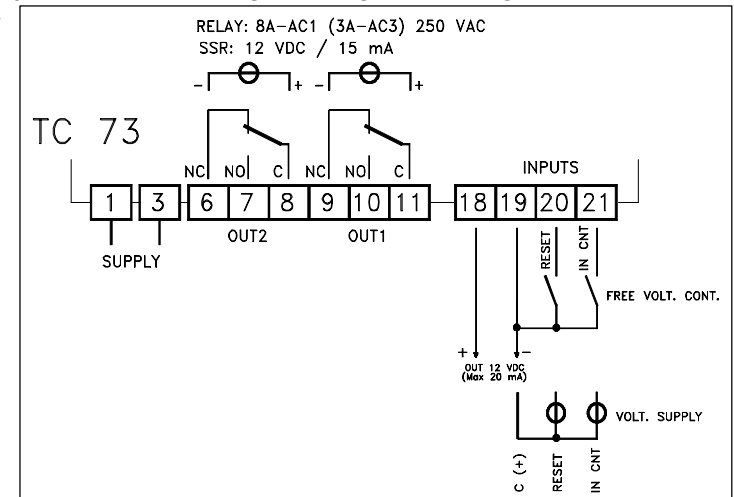 RELAY: 8A-AC1 (3A-AC3) 250 VAC
SSR: 12 VDC / 15 mA
- + - +
TC 73
NC NO C NC NO C
INPUTS
1 3 6 7 8 9 10 11 18 19 20 21
SUPPLY
OUT2
OUT1
RESET
IN CNT
FREE VOLT. CONT.
+ -
OUT 12 VDC
(Max 20 mA)
VOLT. SUPPLY
C (+)
RESET
IN CNT